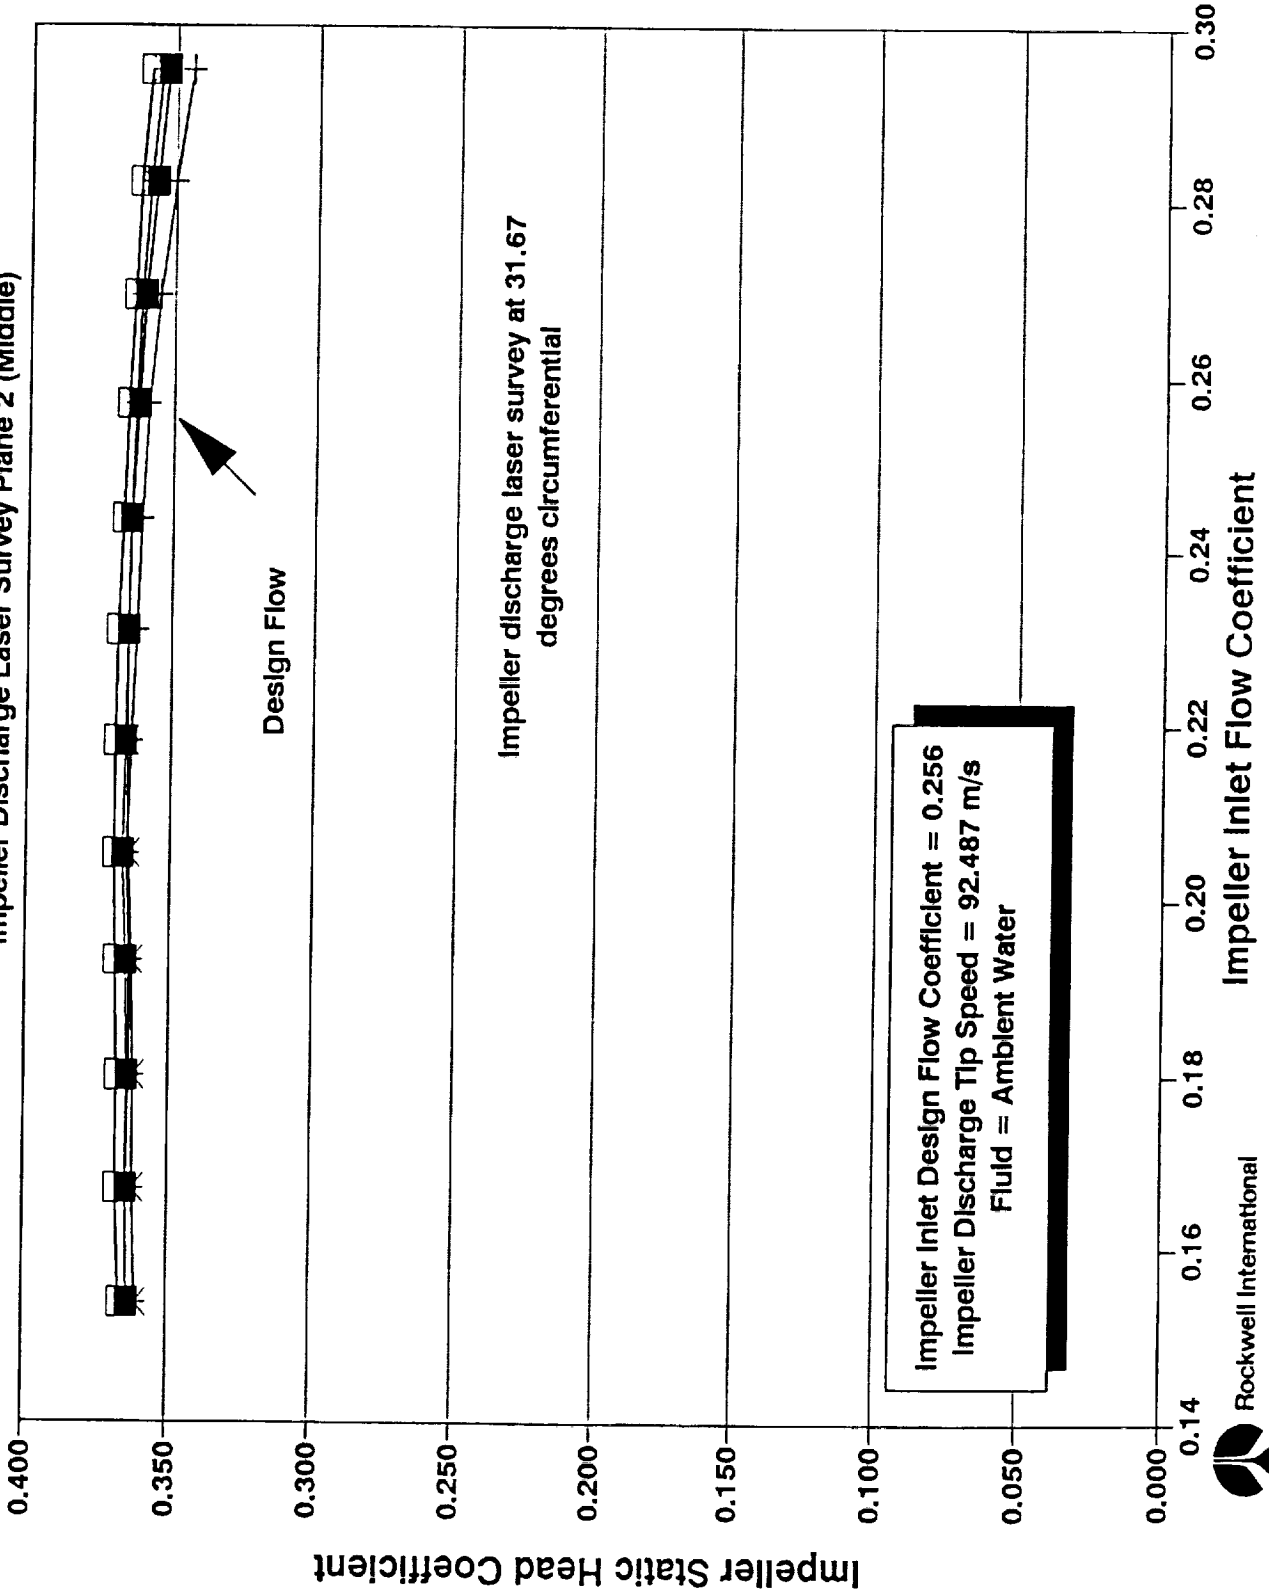 Impeller Discharge Laser Survey Plane 2 (Middle)
0.400
0.350
0.300
0.250
0.200
0.150
0.100
0.050
0.000
Impeller Static Head Coefficient
Design Flow
Impeller discharge laser survey at 31.67
degrees circumferential
Impeller Inlet Design Flow Coefficient = 0.256
Impeller Discharge Tip Speed = 92.487 m/s
Fluid = Ambient Water
0.14 0.16 0.18 0.20 0.22 0.24 0.26 0.28 0.30
Impeller Inlet Flow Coefficient
Rockwell International